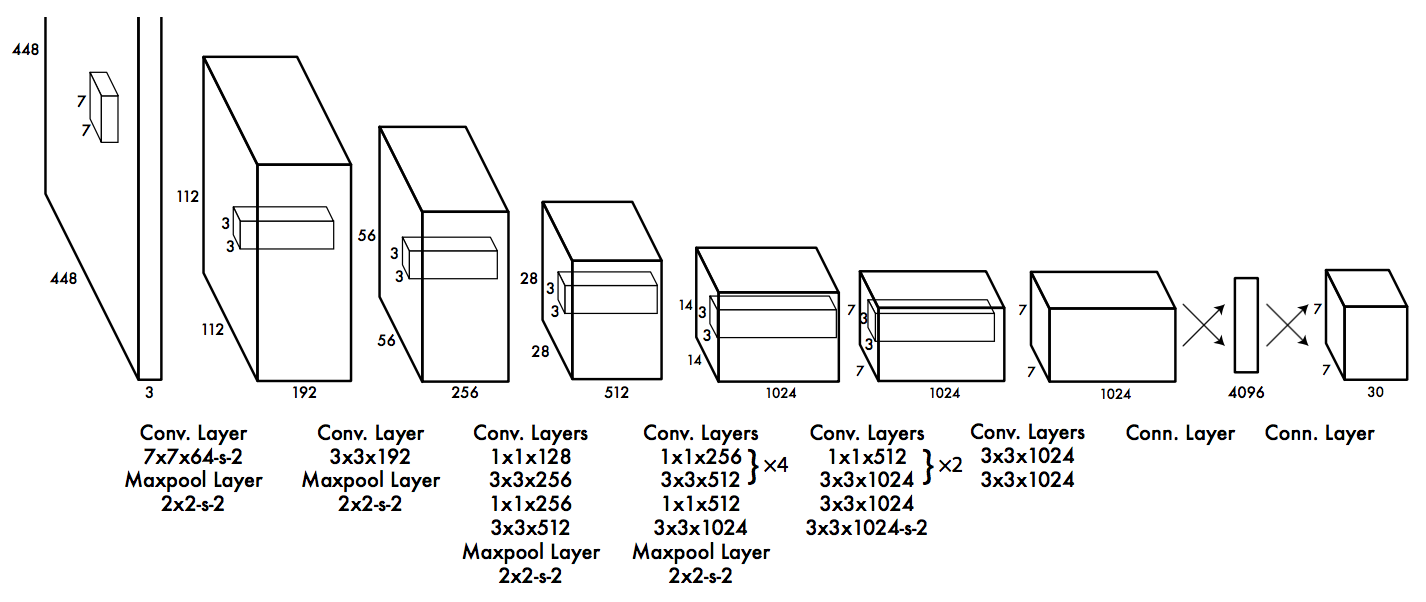 448
7
7
448
3
112
3
3
112
192
56
3
3
56
256
28
3
3
28
512
14
3
3
14
1024
7
3
3
7
1024
7
7
1024
4096
7
7
30
Conv. Layer
7x7x64-s-2
Maxpool Layer
2x2-s-2
Conv. Layer
3x3x192
Maxpool Layer
2x2-s-2
Conv. Layers
1x1x128
3x3x256
1x1x256
3x3x512
Maxpool Layer
2x2-s-2
Conv. Layers
1x1x256
3x3x512
} ×4
1x1x512
3x3x1024
Maxpool Layer
2x2-s-2
Conv. Layers
1x1x512
3x3x1024
} ×2
3x3x1024
3x3x1024-s-2
Conv. Layers
3x3x1024
3x3x1024
Conn. Layer
Conn. Layer